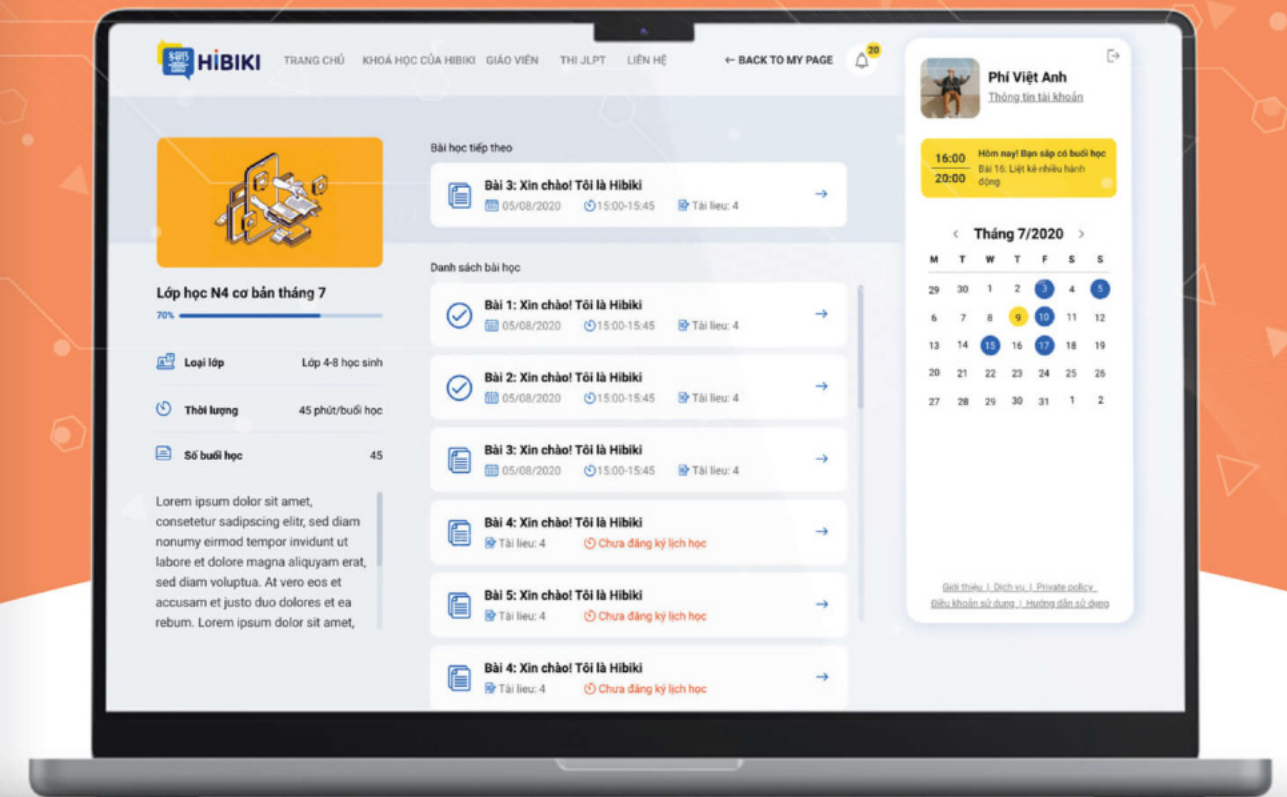 HIBIKI
TRANG CHỦ KHOÁ HỌC CỦA HIBIKI GIÁO VIÊN THI JLPT LIÊN HỆ ← BACK TO MY PAGE 20
Lớp học N4 cơ bản tháng 7
70%
Loại lớp Lớp 4-8 học sinh
Thời lượng 45 phút/buổi học
Số buổi học 45
Lorem ipsum dolor sit amet,
consetetur sadipscing elitr, sed diam
nonumy eirmod tempor invidunt ut
labore et dolore magna aliquyam erat,
sed diam voluptua. At vero eos et
accusam et justo duo dolores et ea
rebum. Lorem ipsum dolor sit amet,
Bài học tiếp theo
Bài 3: Xin chào! Tôi là Hibiki
05/08/2020 15:00-15:45 Tài lieu: 4
Danh sách bài học
Bài 1: Xin chào! Tôi là Hibiki
05/08/2020 15:00-15:45 Tài lieu: 4
Bài 2: Xin chào! Tôi là Hibiki
05/08/2020 15:00-15:45 Tài lieu: 4
Bài 3: Xin chào! Tôi là Hibiki
05/08/2020 15:00-15:45 Tài lieu: 4
Bài 4: Xin chào! Tôi là Hibiki
Tài lieu: 4 Chưa đăng ký lịch học
Bài 5: Xin chào! Tôi là Hibiki
Tài lieu: 4 Chưa đăng ký lịch học
Bài 4: Xin chào! Tôi là Hibiki
Tài lieu: 4 Chưa đăng ký lịch học
Phí Việt Anh
Thông tin tài khoản
16:00
20:00
Hôm nay! Bạn sắp có buổi học
Bài 16: Liệt kê nhiều hành
động
< Tháng 7/2020 >
M T W T F S S
29 30 1 2 3 4 5
6 7 8 9 10 11 12
13 14 15 16 17 18 19
20 21 22 23 24 25 26
27 28 29 30 31 1 2
Giới thiệu | Dịch vụ | Private policy
Điều khoản sử dụng | Hướng dẫn sử dụng